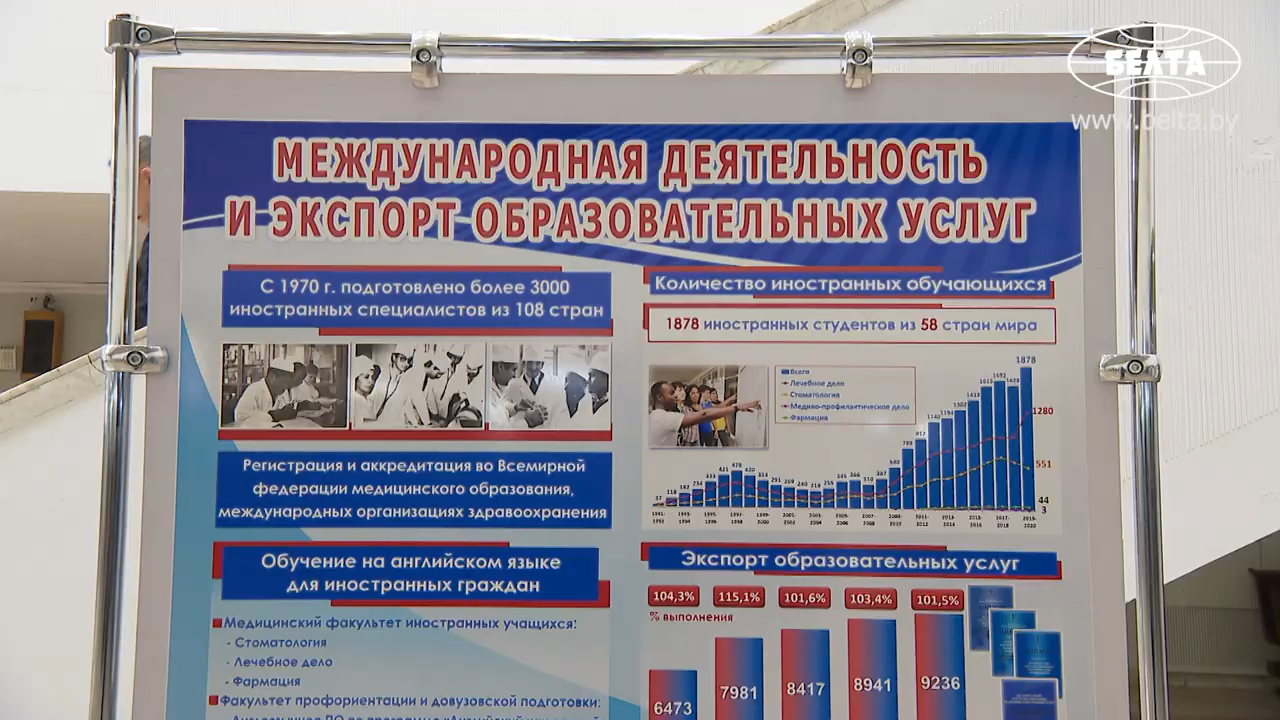 БЕЛТА
www.belta.by
МЕЖДУНАРОДНАЯ ДЕЯТЕЛЬНОСТЬ
И ЭКСПОРТ ОБРАЗОВАТЕЛЬНЫХ УСЛУГ
С 1970 г. подготовлено более 3000
иностранных специалистов из 108 стран
Регистрация и аккредитация во Всемирной
федерации медицинского образования,
международных организациях здравоохранения
Обучение на английском языке
для иностранных граждан
Медицинский факультет иностранных учащихся:
- Стоматология
- Лечебное дело
- Фармация
Факультет профориентации и довузовской подготовки:
Количество иностранных обучающихся
1878 иностранных студентов из 58 стран мира
Всего
Лечебное дело
Стоматология
Медико-профилактическое дело
Фармация
1878
1280
551
44
3
Экспорт образовательных услуг
104,3% 115,1% 101,6% 103,4% 101,5%
% выполнения
6473 7981 8417 8941 9236